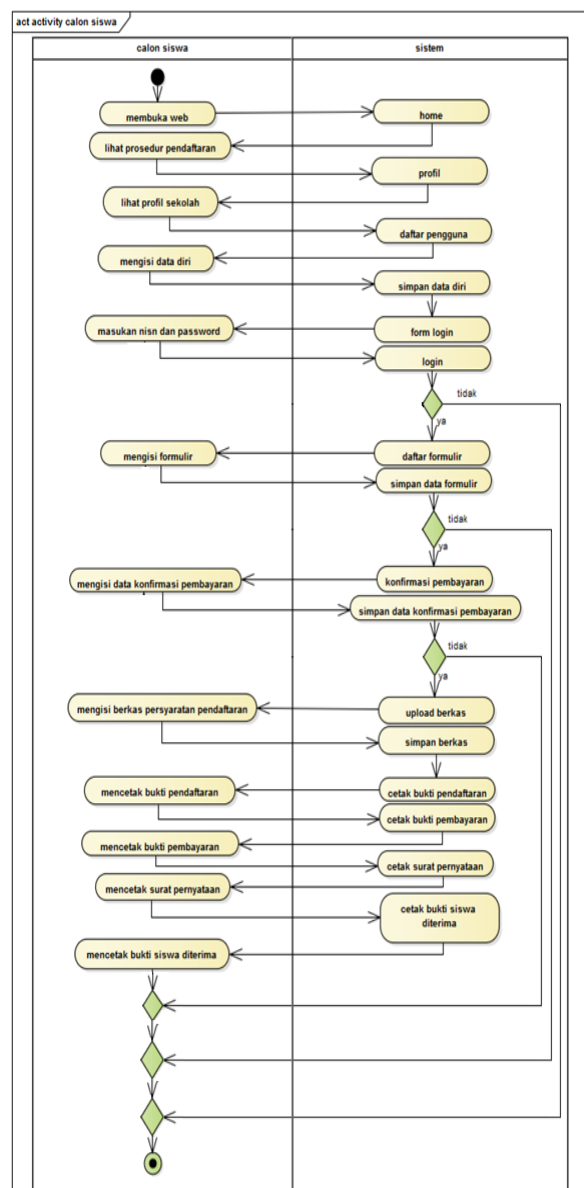 act activity calon siswa
calon siswa
sistem
membuka web
home
lihat prosedur pendaftaran
profil
lihat profil sekolah
daftar pengguna
mengisi data diri
simpan data diri
masukan nisn dan password
form login
login
tidak
ya
mengisi formulir
daftar formulir
simpan data formulir
tidak
ya
mengisi data konfirmasi pembayaran
konfirmasi pembayaran
simpan data konfirmasi pembayaran
tidak
ya
mengisi berkas persyaratan pendaftaran
upload berkas
simpan berkas
mencetak bukti pendaftaran
cetak bukti pendaftaran
cetak bukti pembayaran
mencetak bukti pembayaran
cetak surat pernyataan
mencetak surat pernyataan
cetak bukti siswa
diterima
mencetak bukti siswa diterima